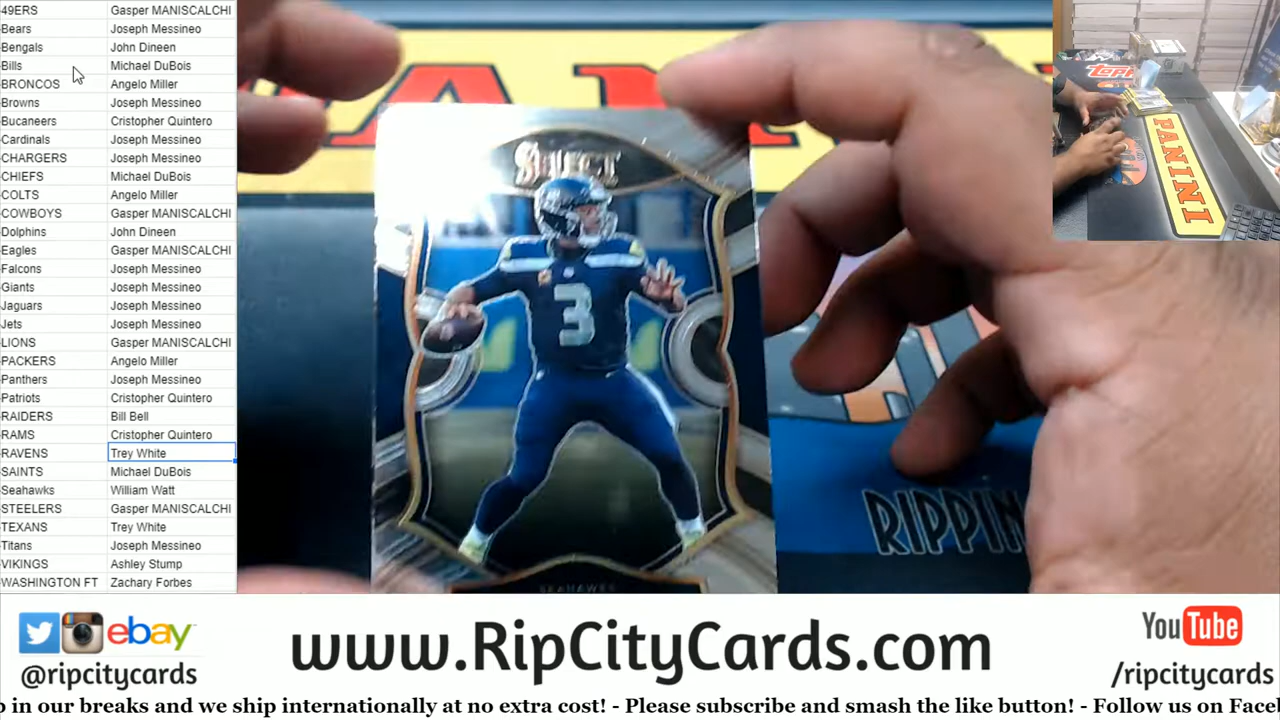 49ERS Gasper MANISCALCHI
Bears Joseph Messineo
Bengals John Dineen
Bills Michael DuBois
BRONCOS Angelo Miller
Browns Joseph Messineo
Bucaneers Cristopher Quintero
Cardinals Joseph Messineo
CHARGERS Joseph Messineo
CHIEFS Michael DuBois
COLTS Angelo Miller
COWBOYS Gasper MANISCALCHI
Dolphins John Dineen
Eagles Gasper MANISCALCHI
Falcons Joseph Messineo
Giants Joseph Messineo
Jaguars Joseph Messineo
Jets Joseph Messineo
LIONS Gasper MANISCALCHI
PACKERS Angelo Miller
Panthers Joseph Messineo
Patriots Cristopher Quintero
RAIDERS Bill Bell
RAMS Cristopher Quintero
RAVENS Trey White
SAINTS Michael DuBois
Seahawks William Watt
STEELERS Gasper MANISCALCHI
TEXANS Trey White
Titans Joseph Messineo
VIKINGS Ashley Stump
WASHINGTON FT Zachary Forbes
SELECT
3
SEAHAWKS
RIPPIN
TOPPS
PANINI
ebay
@ripcitycards
www.RipCityCards.com
YouTube
/ripcitycards
p in our breaks and we ship internationally at no extra cost! - Please subscribe and smash the like button! - Follow us on Face